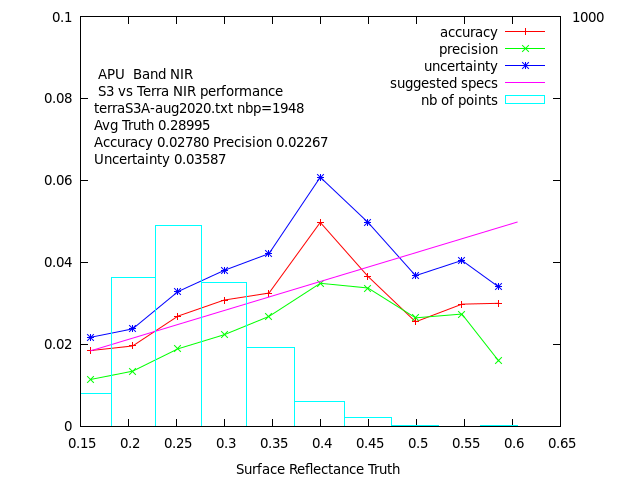 0.1
1000
accuracy
precision
uncertainty
suggested specs
nb of points
APU Band NIR
S3 vs Terra NIR performance
terraS3A-aug2020.txt nbp=1948
Avg Truth 0.28995
Accuracy 0.02780 Precision 0.02267
Uncertainty 0.03587
0.08
0.06
0.04
0.02
0
0.15 0.2 0.25 0.3 0.35 0.4 0.45 0.5 0.55 0.6 0.65
Surface Reflectance Truth